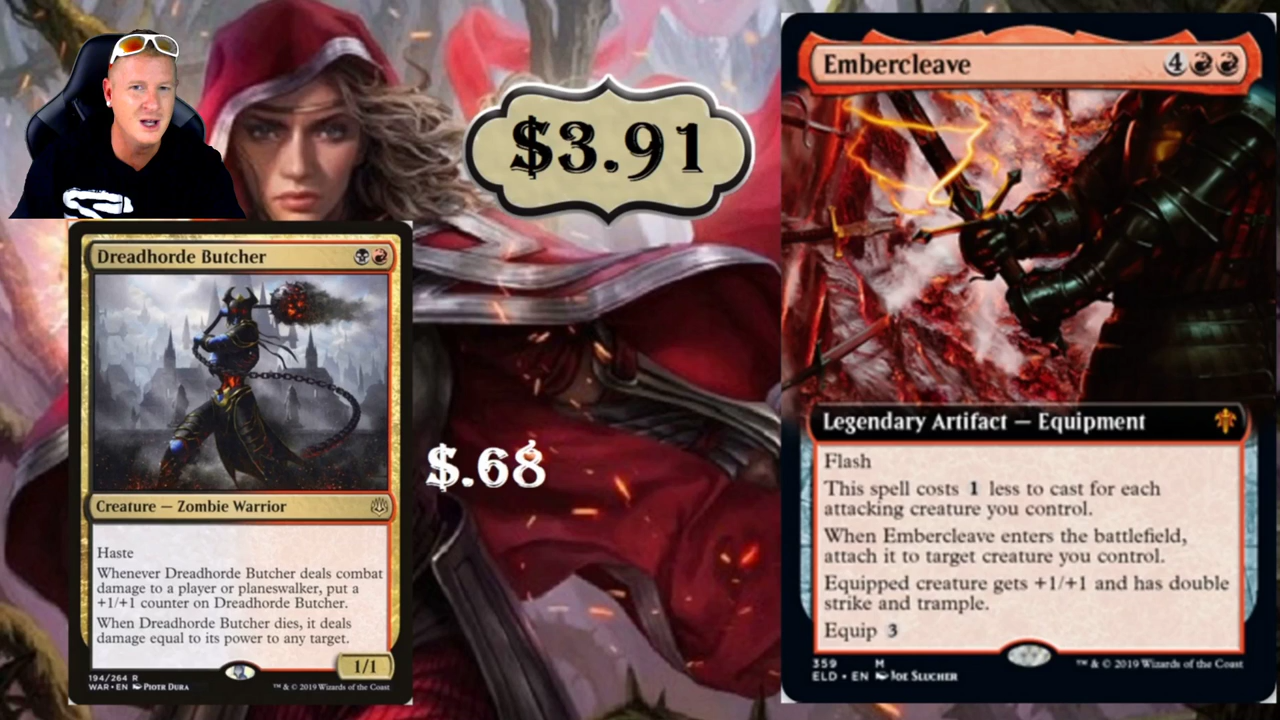 $3.91
Dreadhorde Butcher
$.68
Creature — Zombie Warrior
Haste
Whenever Dreadhorde Butcher deals combat
damage to a player or planeswalker, put a
+1/+1 counter on Dreadhorde Butcher.
When Dreadhorde Butcher dies, it deals
damage equal to its power to any target.
1/1
194/264 R
WAR • EN Piotr Dura
™ & © 2019 Wizards of the Coast
Embercleave 4
Legendary Artifact — Equipment
Flash
This spell costs 1 less to cast for each
attacking creature you control.
When Embercleave enters the battlefield,
attach it to target creature you control.
Equipped creature gets +1/+1 and has double
strike and trample.
Equip 3
359 M
ELD • EN Joe Slucher
™ & © 2019 Wizards of the Coast